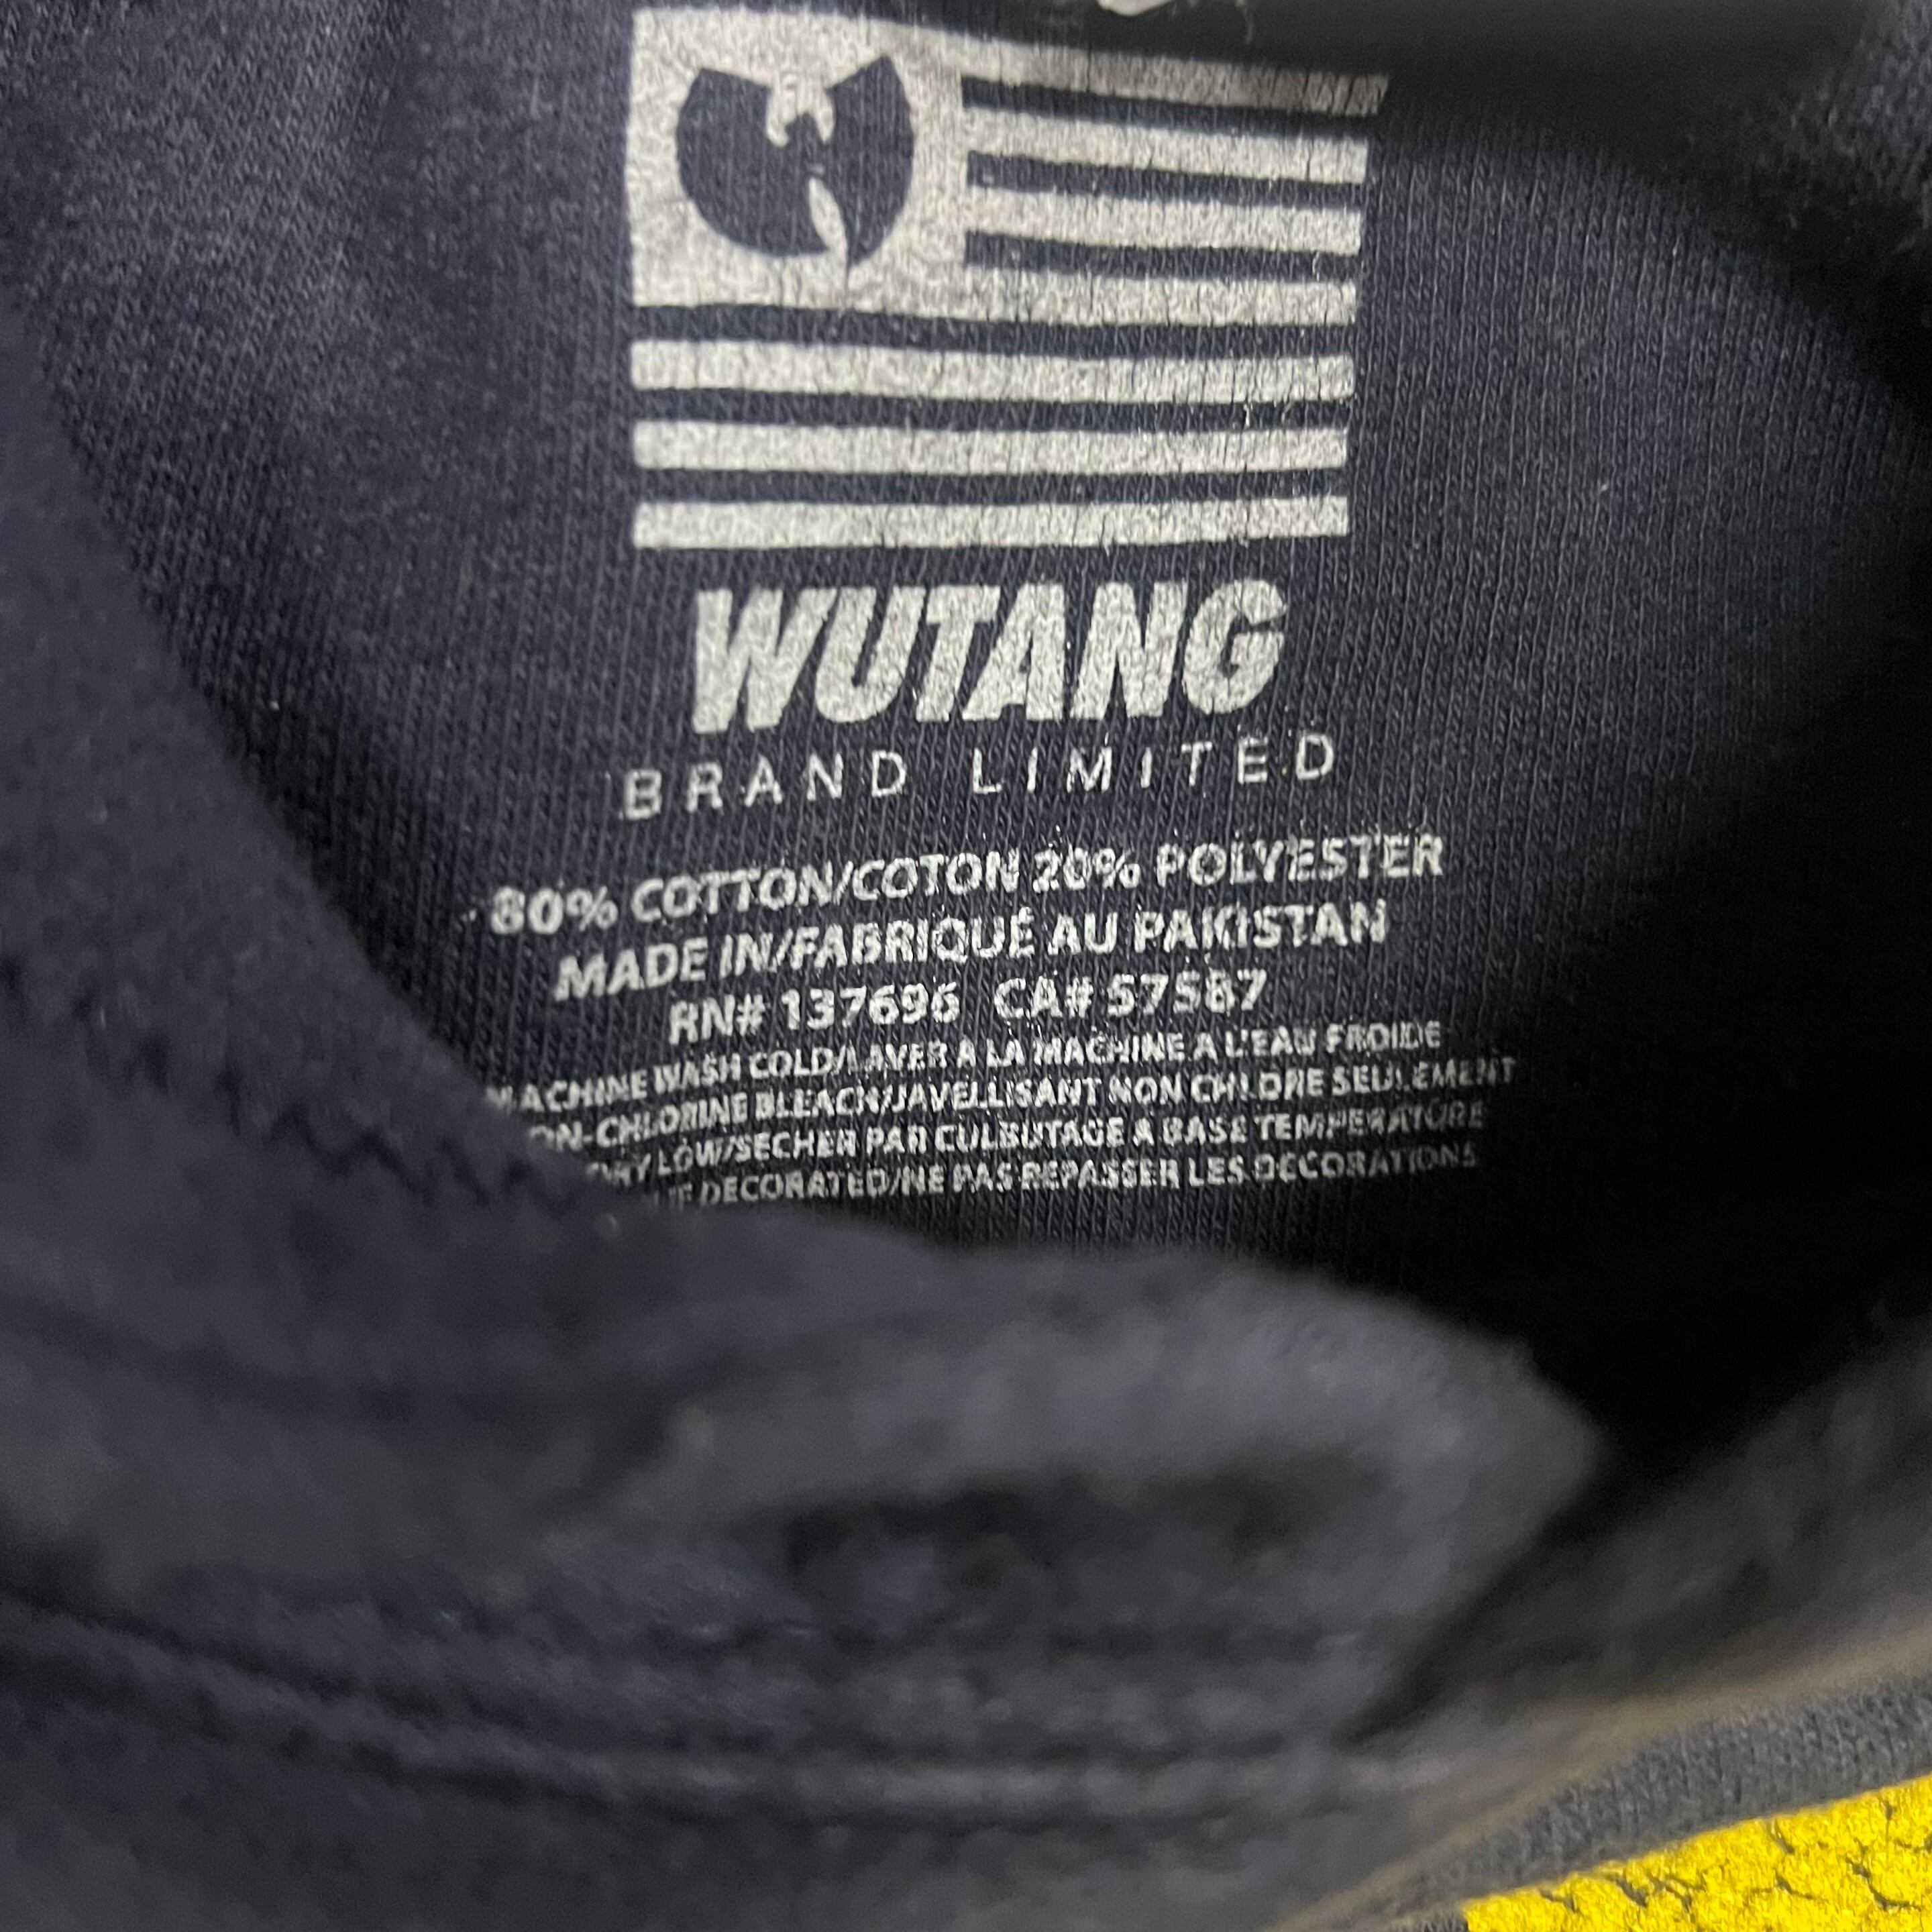 WUTANG
BRAND LIMITED
80% COTTON/COTON 20% POLYESTER
MADE IN/FABRIQUÉ AU PAKISTAN
RN# 137696 CA# 57587
MACHINE WASH COLD/LAVER A LA MACHINE A L'EAU FROIDE
ON-CHLORINE BLEACH/JAVELLISANT NON CHLORE SEULEMENT
RY LOW/SECHER PAR CULBUTAGE A BASE TEMPERATURE
DECORATED/NE PAS REPASSER LES DECORATIONS